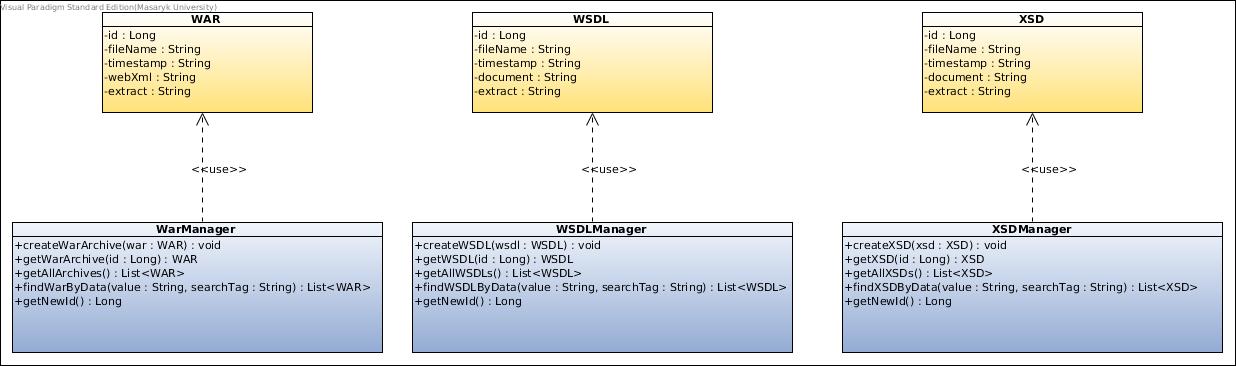 Visual Paradigm Standard Edition(Masaryk University)
WAR
-id : Long
-fileName : String
-timestamp : String
-webXml : String
-extract : String
WSDL
-id : Long
-fileName : String
-timestamp : String
-document : String
-extract : String
XSD
-id : Long
-fileName : String
-timestamp : String
-document : String
-extract : String
<<use>>
<<use>>
<<use>>
WarManager
+createWarArchive(war : WAR) : void
+getWarArchive(id : Long) : WAR
+getAllArchives() : List<WAR>
+findWarByData(value : String, searchTag : String) : List<WAR>
+getNewId() : Long
WSDLManager
+createWSDL(wsdl : WSDL) : void
+getWSDL(id : Long) : WSDL
+getAllWSDLs() : List<WSDL>
+findWSDLByData(value : String, searchTag : String) : List<WSDL>
+getNewId() : Long
XSDManager
+createXSD(xsd : XSD) : void
+getXSD(id : Long) : XSD
+getAllXSDs() : List<XSD>
+findXSDByData(value : String, searchTag : String) : List<XSD>
+getNewId() : Long